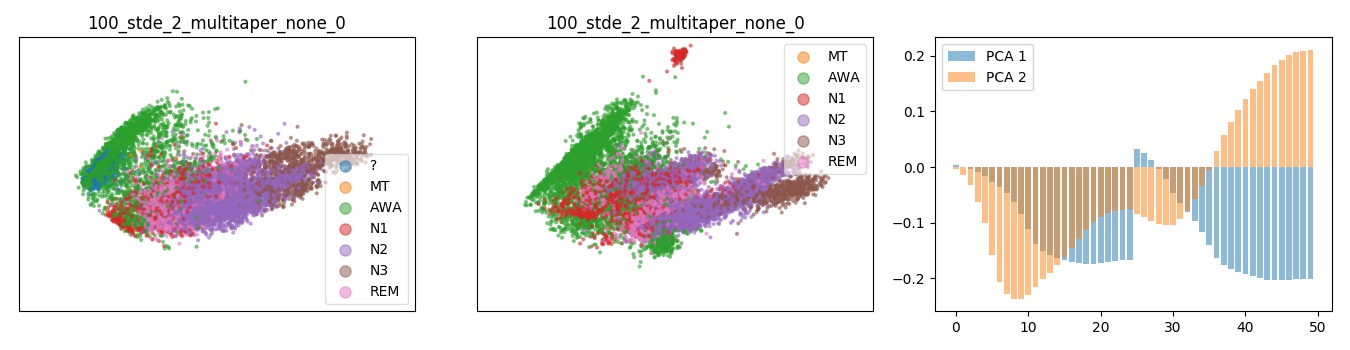 100_stde_2_multitaper_none_0
?
MT
AWA
N1
N2
N3
REM
100_stde_2_multitaper_none_0
MT
AWA
N1
N2
N3
REM
PCA 1
PCA 2
0.2
0.1
0.0
−0.1
−0.2
0 10 20 30 40 50